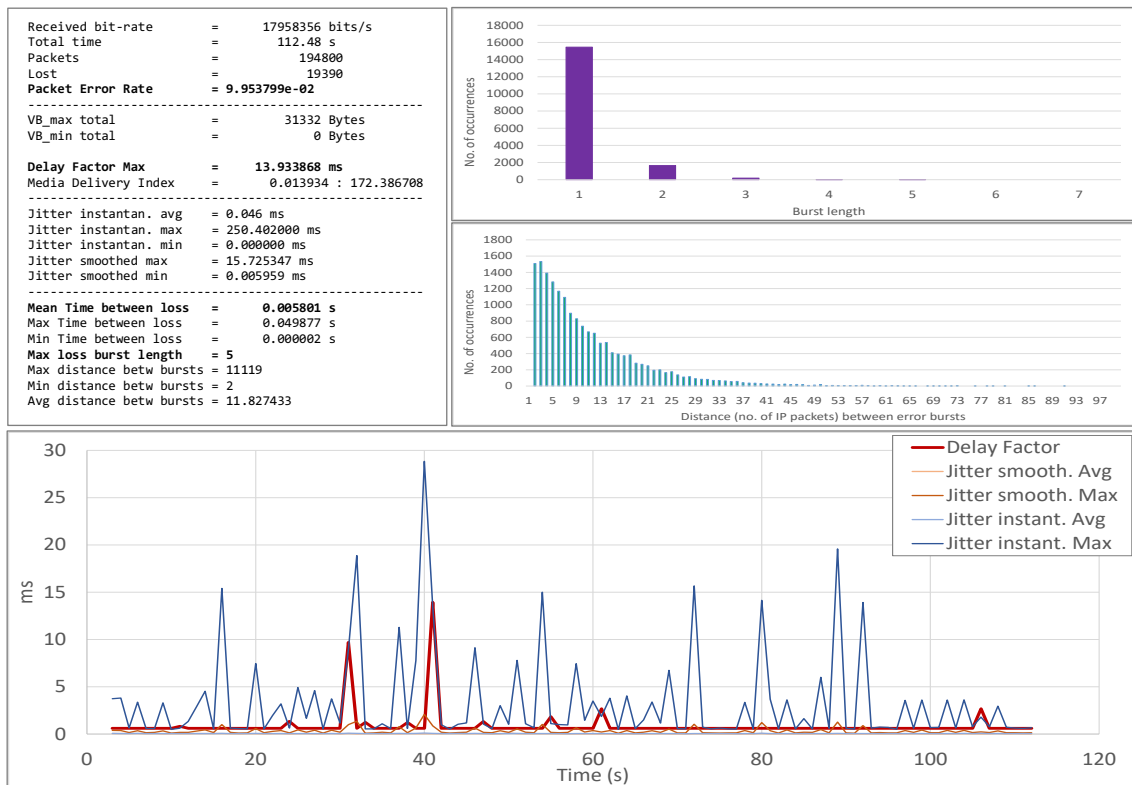 Received bit-rate = 17958356 bits/s
Total time = 112.48 s
Packets = 194800
Lost = 19390
Packet Error Rate = 9.953799e-02
------------------------------------------------
VB_max total = 31332 Bytes
VB_min total = 0 Bytes
Delay Factor Max = 13.933868 ms
Media Delivery Index = 0.013934 : 172.386708
------------------------------------------------
Jitter instantan. avg = 0.046 ms
Jitter instantan. max = 250.402000 ms
Jitter instantan. min = 0.000000 ms
Jitter smoothed max = 15.725347 ms
Jitter smoothed min = 0.005959 ms
------------------------------------------------
Mean Time between loss = 0.005801 s
Max Time between loss = 0.049877 s
Min Time between loss = 0.000002 s
Max loss burst length = 5
Max distance betw bursts = 11119
Min distance betw bursts = 2
Avg distance betw bursts = 11.827433
No. of occurrences
18000
16000
14000
12000
10000
8000
6000
4000
2000
0
1 2 3 4 5 6 7
Burst length
No. of occurrences
1800
1600
1400
1200
1000
800
600
400
200
0
1 5 9 13 17 21 25 29 33 37 41 45 49 53 57 61 65 69 73 77 81 85 89 93 97
Distance (no. of IP packets) between error bursts
ms
30
25
20
15
10
5
0
0 20 40 60 80 100 120
Time (s)
Delay Factor
Jitter smooth. Avg
Jitter smooth. Max
Jitter instant. Avg
Jitter instant. Max